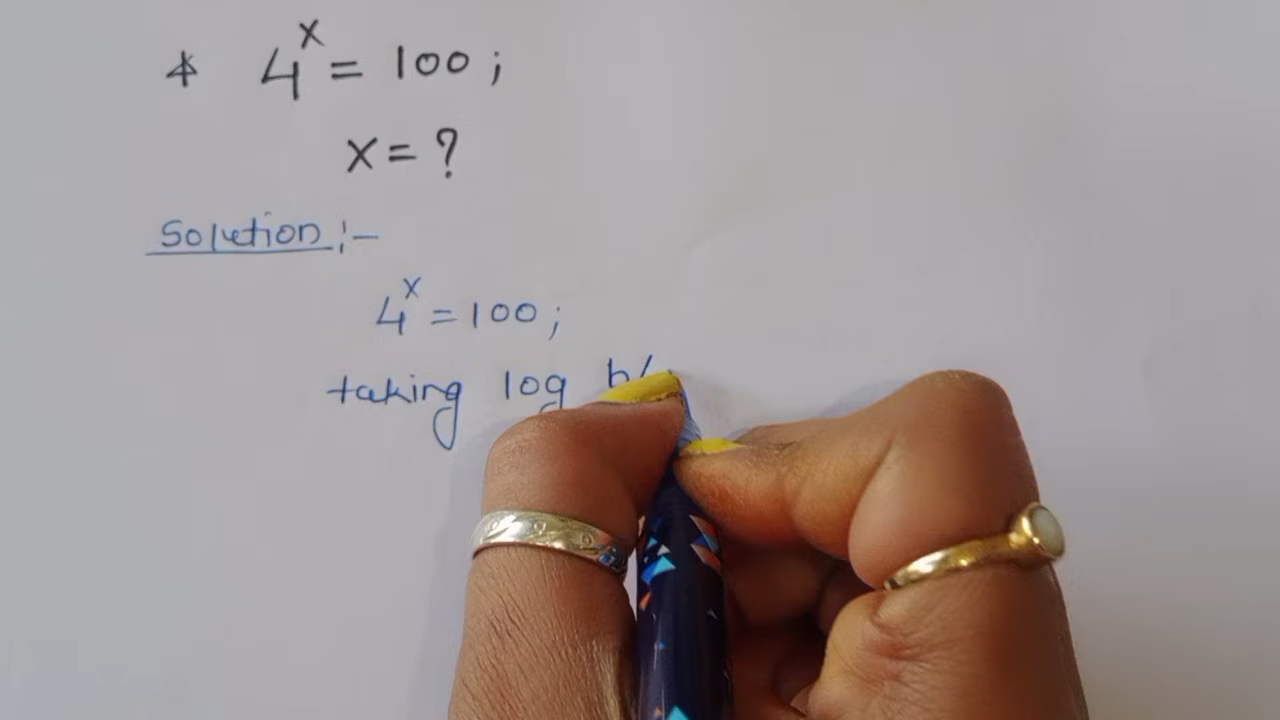 * 4^x = 100 ;
x = ?
Solution :-
4^x = 100 ;
taking log b/